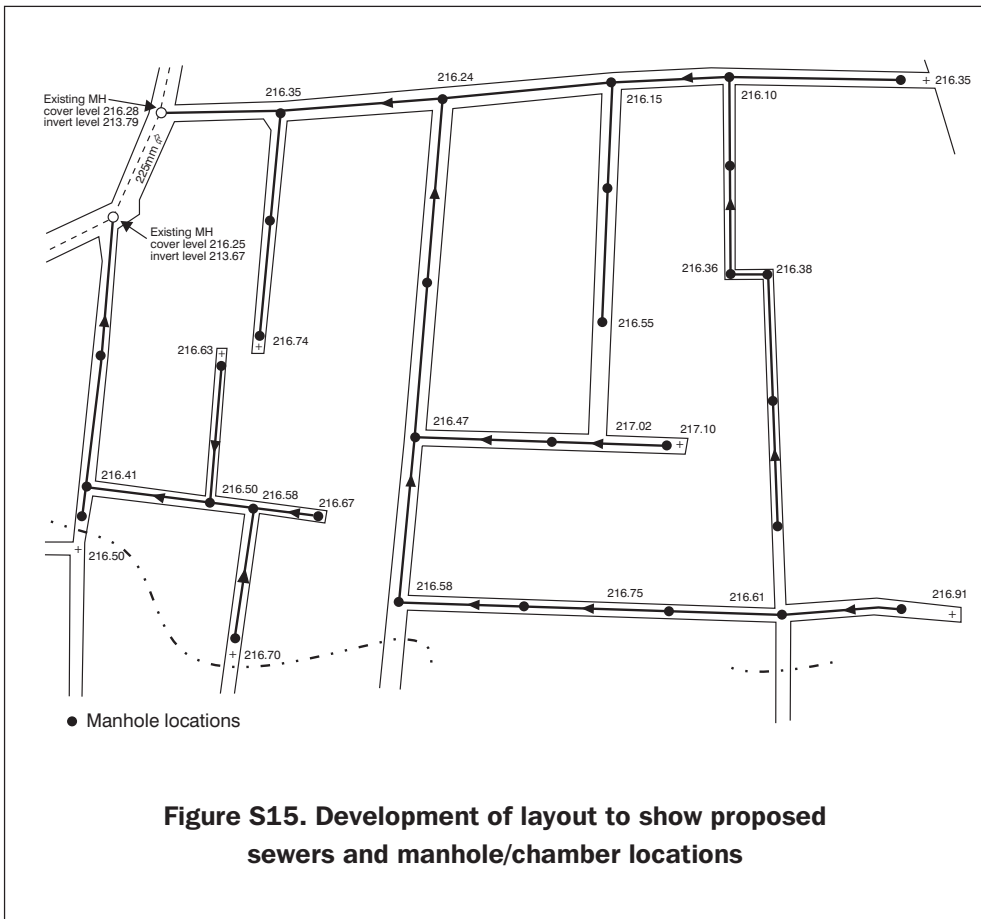 216.24
216.35
216.35
Existing MH
cover level 216.28
invert level 213.79
216.15
216.10
225mm
Existing MH
cover level 216.25
invert level 213.67
216.36
216.38
216.55
216.74
216.63
216.47
217.02
217.10
216.41
216.50
216.58
216.67
216.50
216.58
216.75
216.61
216.91
216.70
Manhole locations
Figure S15. Development of layout to show proposed
sewers and manhole/chamber locations